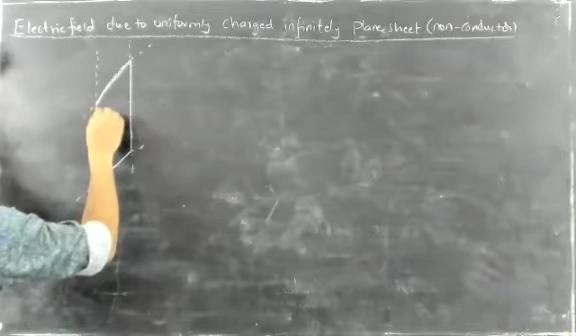 Electric field due to uniformly charged infinitely plane sheet (non-conductor)